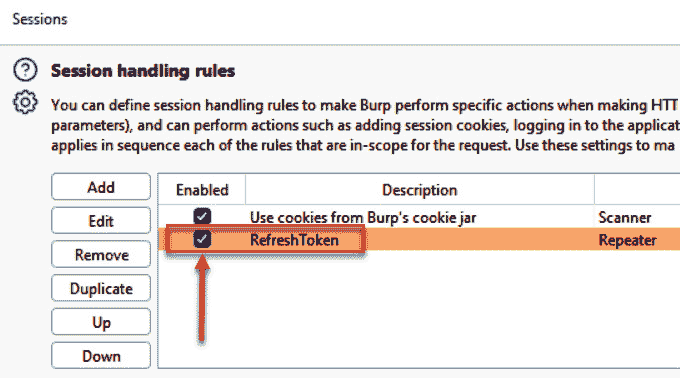 Sessions
Session handling rules
You can define session handling rules to make Burp perform specific actions when making HTT
parameters), and can perform actions such as adding session cookies, logging in to the applicat
applies in sequence each of the rules that are in-scope for the request. Use these settings to ma
Add
Enabled Description
Edit
Use cookies from Burp's cookie jar Scanner
RefreshToken Repeater
Remove
Duplicate
Up
Down